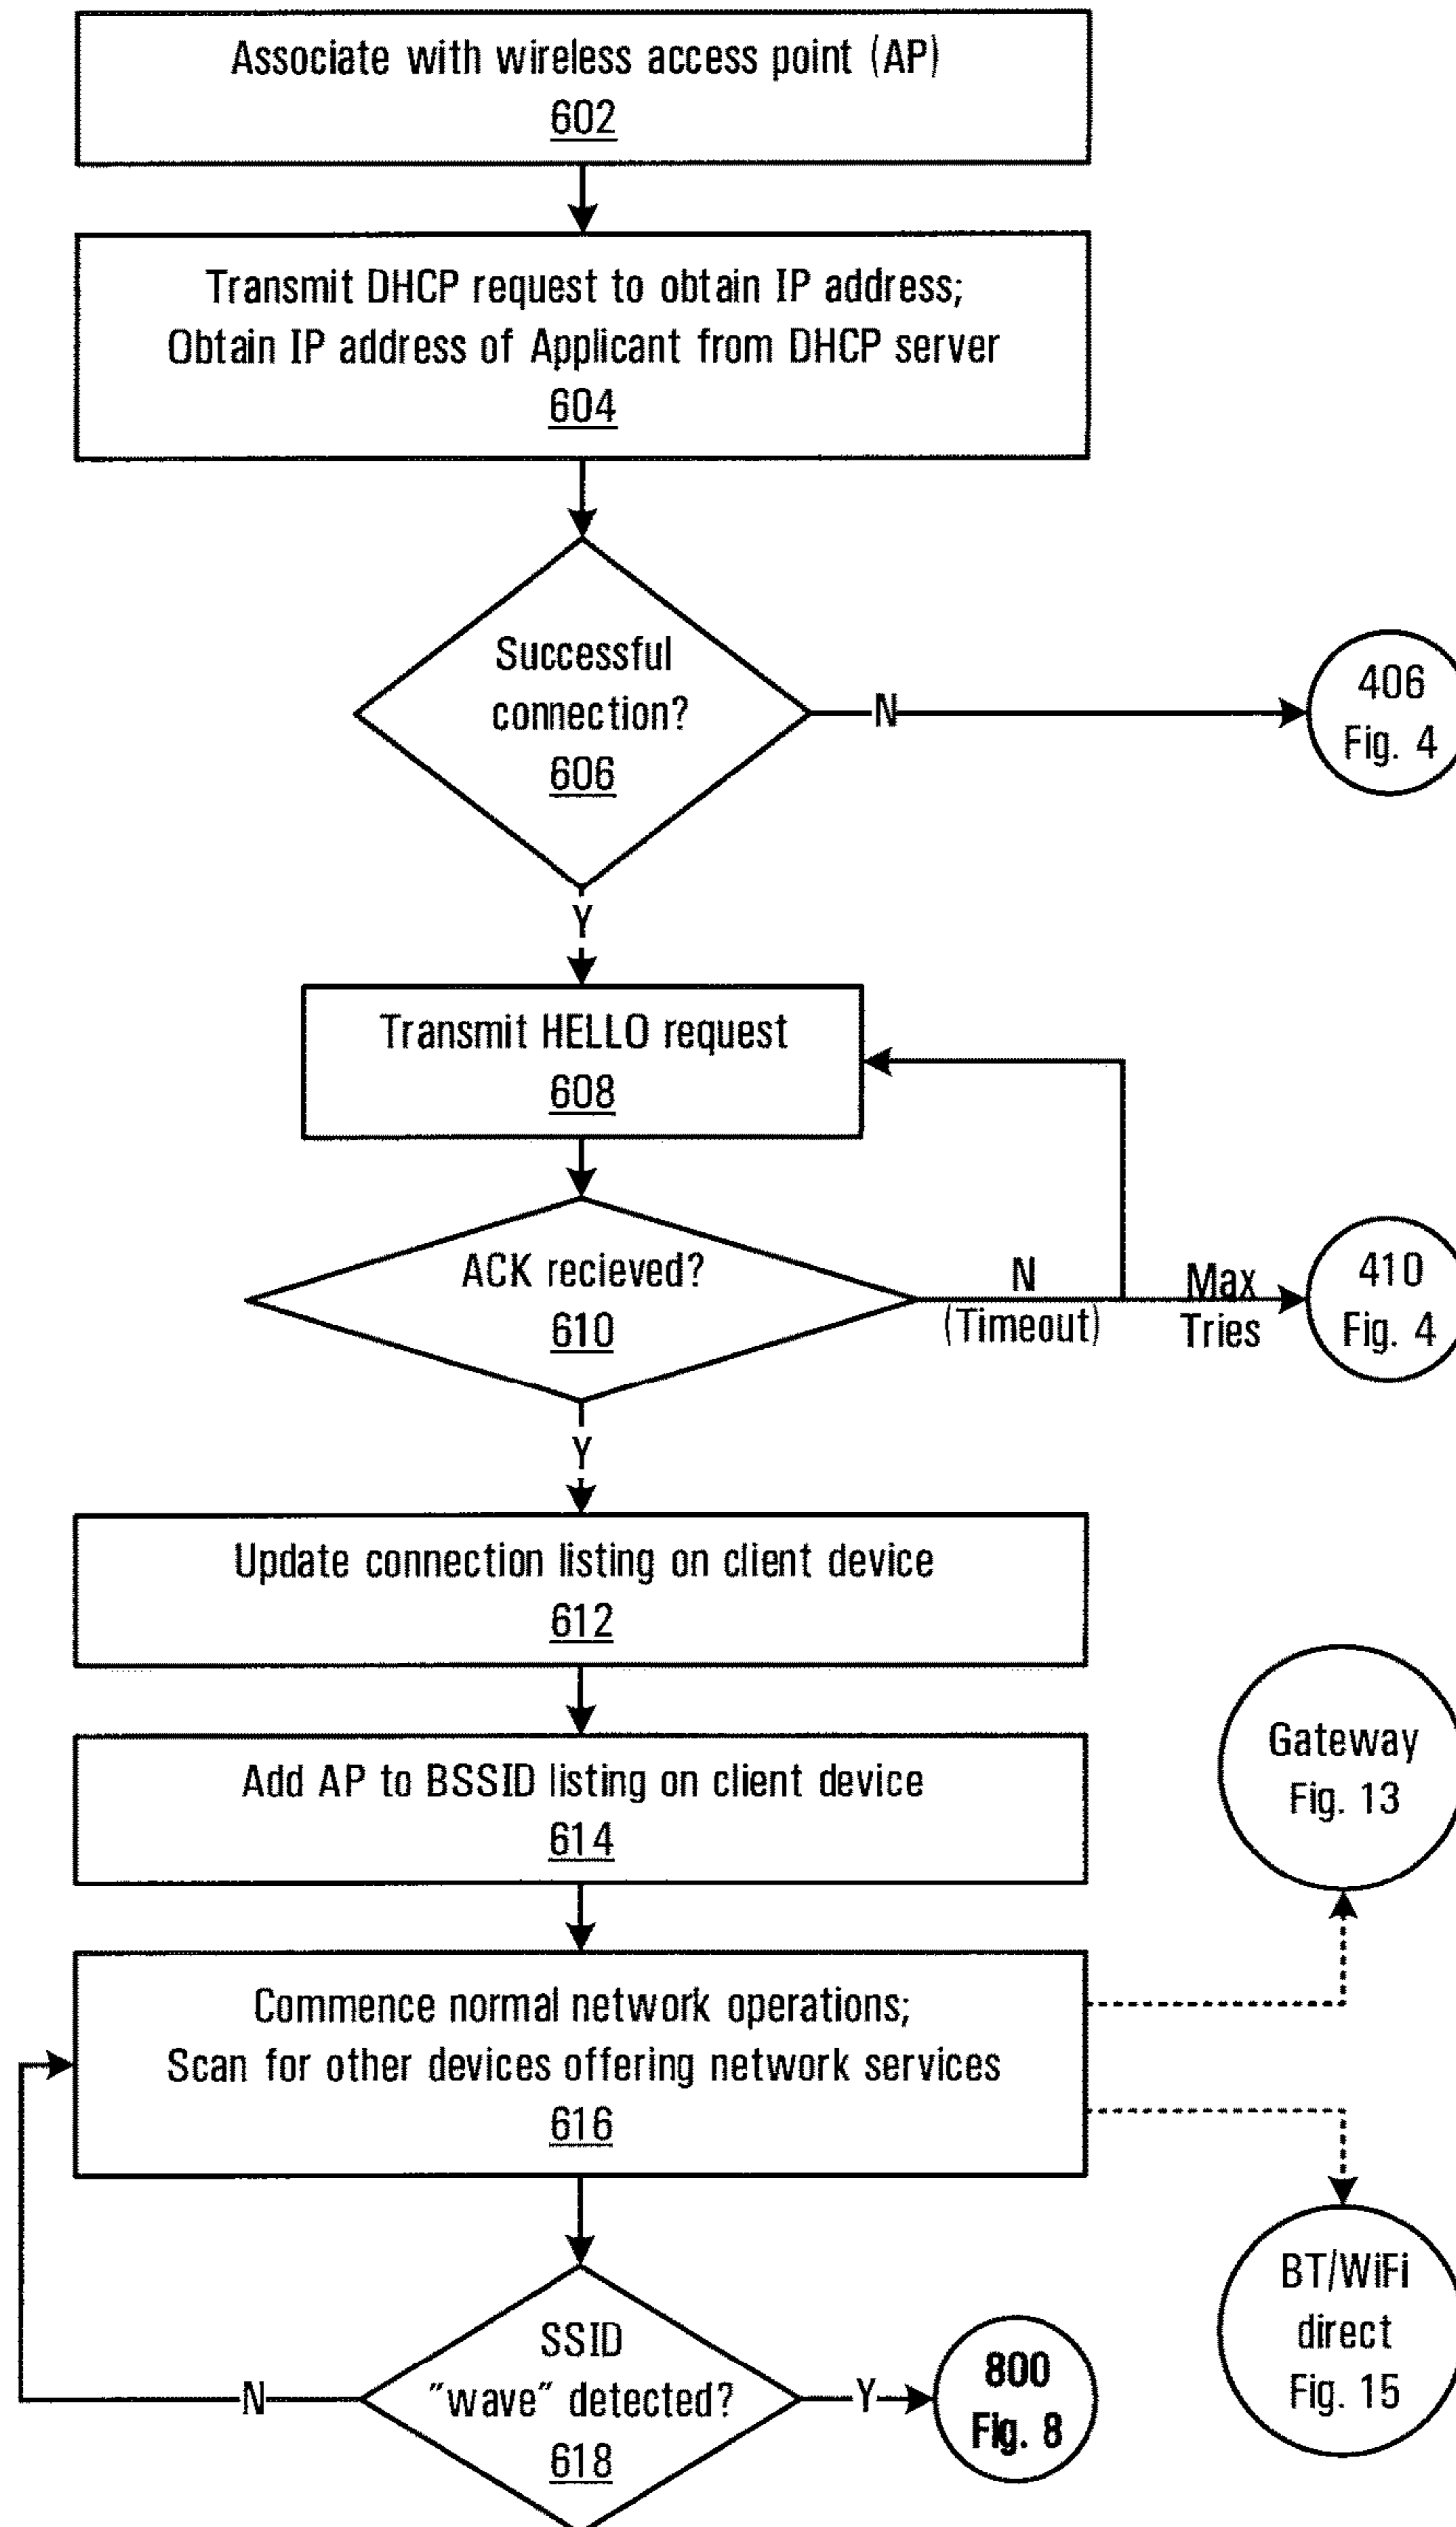 Associate with wireless access point (AP)
602
Transmit DHCP request to obtain IP address;
Obtain IP address of Applicant from DHCP server
604
Successful
connection?
606
N
406
Fig. 4
Y
Transmit HELLO request
608
ACK recieved?
610
N
(Timeout)
Max
Tries
410
Fig. 4
Y
Update connection listing on client device
612
Add AP to BSSID listing on client device
614
Gateway
Fig. 13
Commence normal network operations;
Scan for other devices offering network services
616
BT/WiFi
direct
Fig. 15
SSID
"wave" detected?
618
N
Y
800
Fig. 8